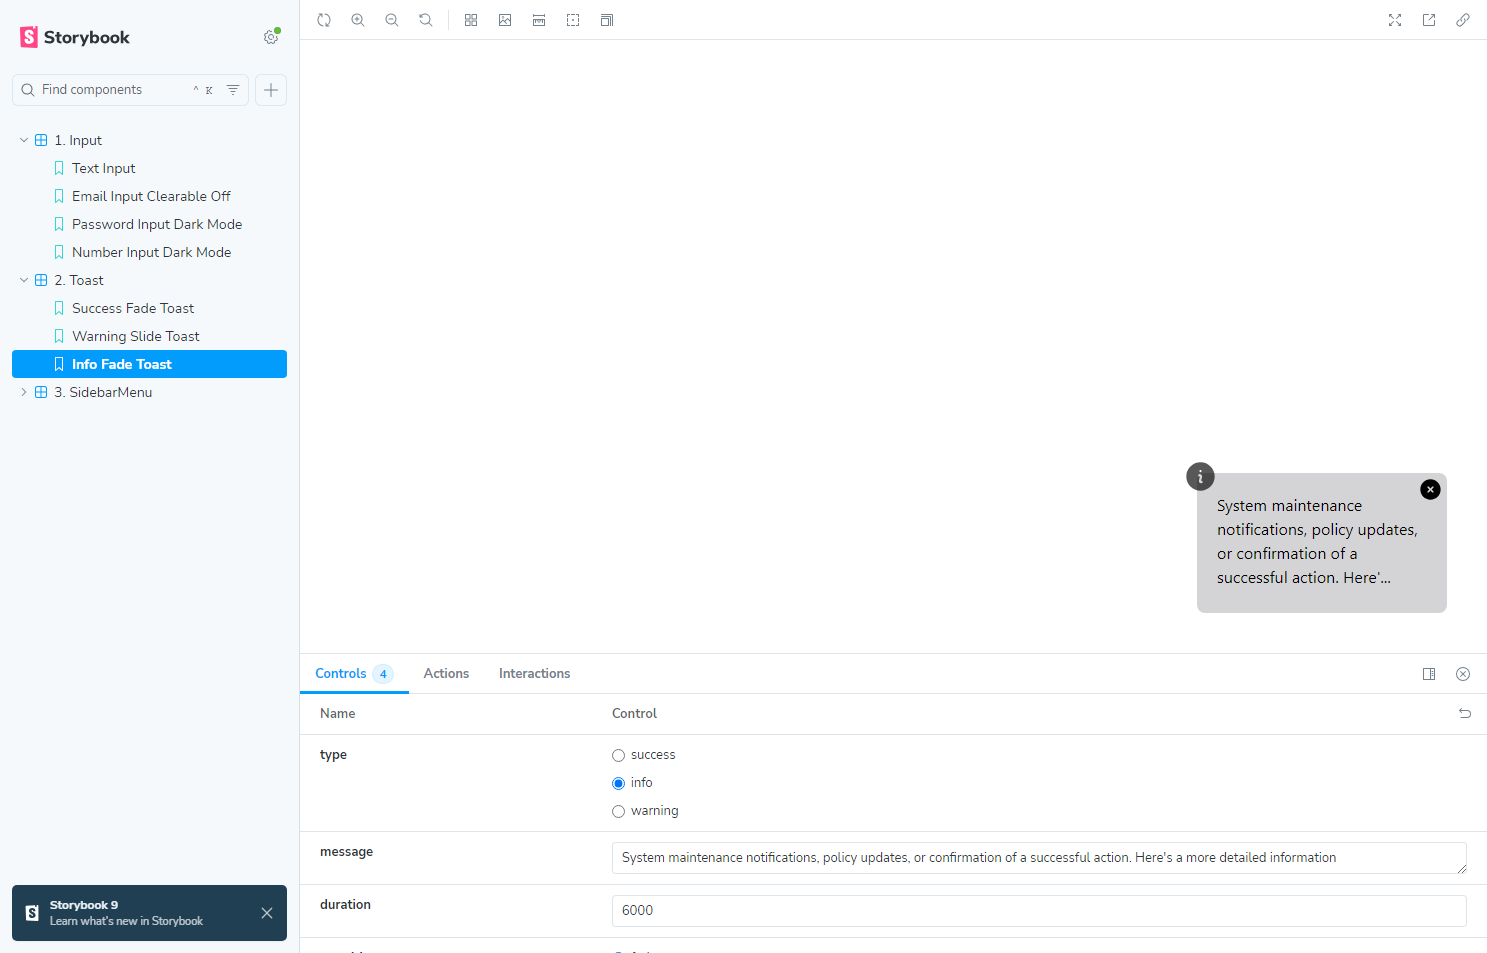 Storybook
Find components
^ K
1. Input
Text Input
Email Input Clearable Off
Password Input Dark Mode
Number Input Dark Mode
2. Toast
Success Fade Toast
Warning Slide Toast
Info Fade Toast
3. SidebarMenu
Storybook 9
Learn what's new in Storybook
System maintenance
notifications, policy updates,
or confirmation of a
successful action. Here'...
Controls 4 Actions Interactions
Name Control
type
success
info
warning
message
System maintenance notifications, policy updates, or confirmation of a successful action. Here's a more detailed information
duration
6000